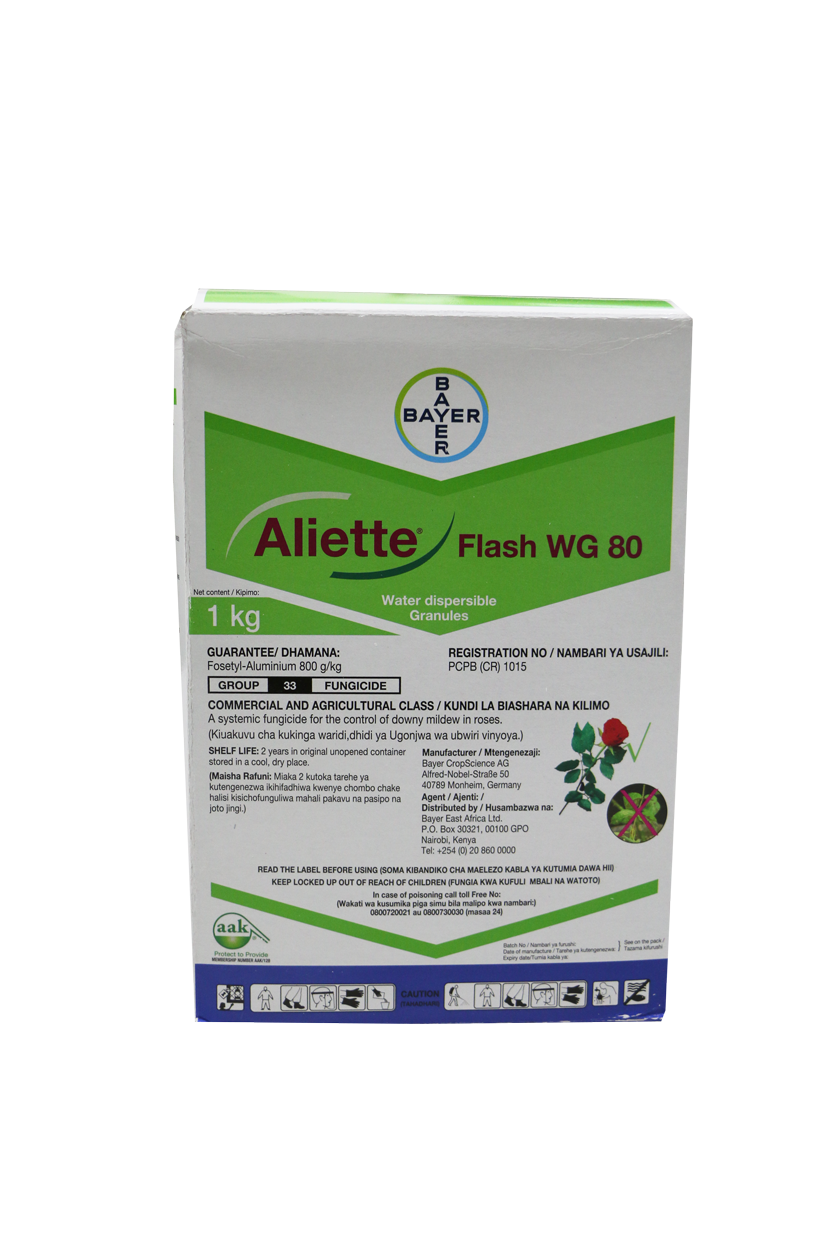 BAYER
BAYER
Aliette® Flash WG 80
Net content / Kipimo:
1 kg
Water dispersible
Granules
GUARANTEE/ DHAMANA:
Fosetyl-Aluminium 800 g/kg
GROUP 33 FUNGICIDE
REGISTRATION NO / NAMBARI YA USAJILI:
PCPB (CR) 1015
COMMERCIAL AND AGRICULTURAL CLASS / KUNDI LA BIASHARA NA KILIMO
A systemic fungicide for the control of downy mildew in roses.
(Kiuakuvu cha kukinga waridi,dhidi ya Ugonjwa wa ubwiri vinyoya.)
SHELF LIFE: 2 years in original unopened container
stored in a cool, dry place.
(Maisha Rafuni: Miaka 2 kutoka tarehe ya
kutengenezwa ikihifadhiwa kwenye chombo chake
halisi kisichofunguliwa mahali pakavu na pasipo na
joto jingi.)
Manufacturer / Mtengenezaji:
Bayer CropScience AG
Alfred-Nobel-Straße 50
40789 Monheim, Germany
Agent / Ajenti: /
Distributed by / Husambazwa na:
Bayer East Africa Ltd.
P.O. Box 30321, 00100 GPO
Nairobi, Kenya
Tel: +254 (0) 20 860 0000
READ THE LABEL BEFORE USING (SOMA KIBANDIKO CHA MAELEZO KABLA YA KUTUMIA DAWA HII)
KEEP LOCKED UP OUT OF REACH OF CHILDREN (FUNGIA KWA KUFULI MBALI NA WATOTO)
In case of poisoning call toll Free No:
(Wakati wa kusumika piga simu bila malipo kwa nambari:)
0800720021 au 0800730030 (masaa 24)
aak
Protect to Provide
MEMBERSHIP NUMBER AAK/139
Batch No / Nambari ya furushi:
Date of manufacture / Tarehe ya kutengenezwa:
Expiry date/Tumia kabla ya:
See on the pack /
Tazama kifurushi
CAUTION
(TAHADHARI)